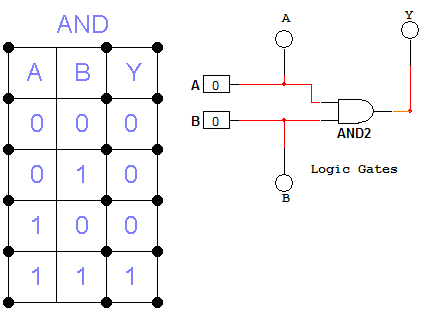 AND
A B Y
0 0 0
0 1 0
1 0 0
1 1 1
A
Y
A 0
B 0
AND2
Logic Gates
B